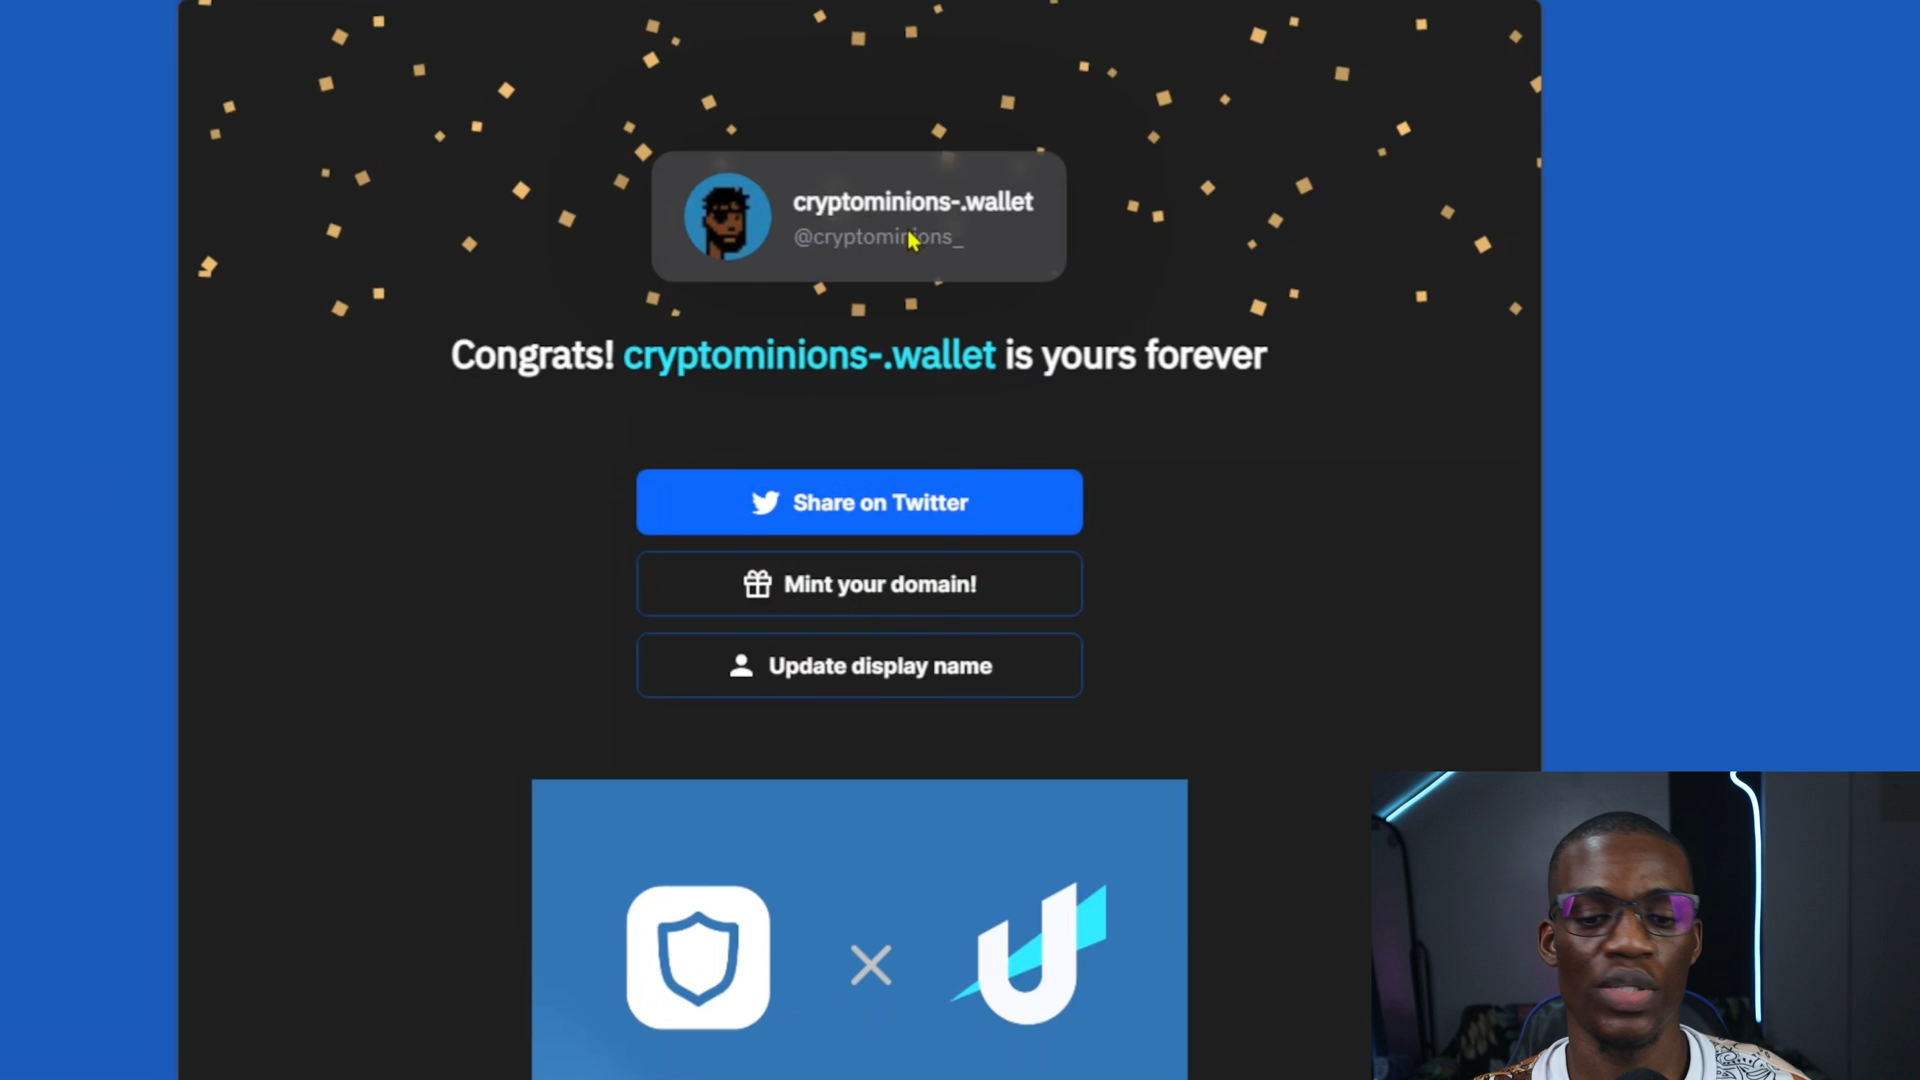 cryptominions-.wallet
@cryptominions_
Congrats! cryptominions-.wallet is yours forever
Share on Twitter
Mint your domain!
Update display name